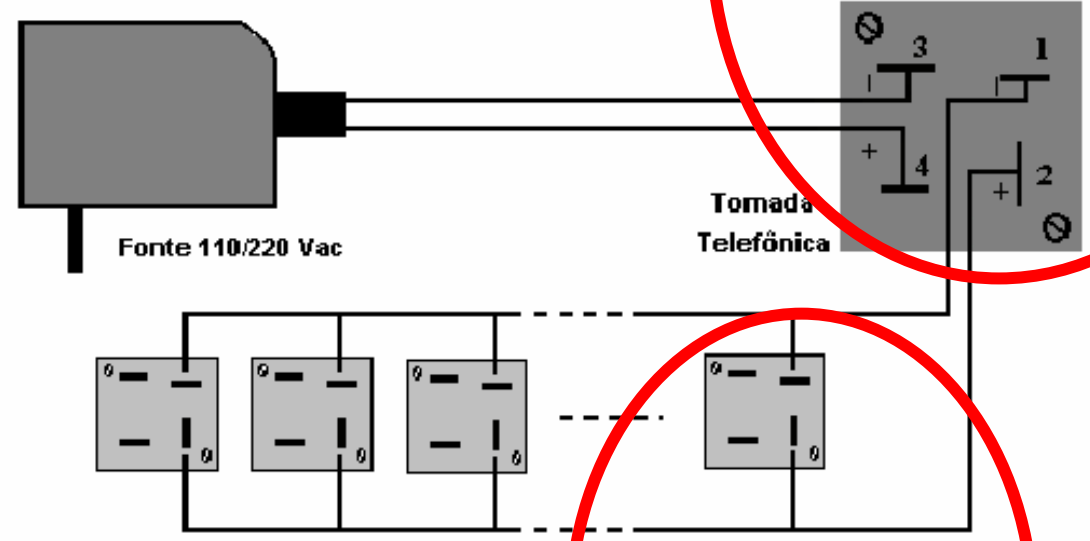 3
1
−
−
+
4
+
2
Tomada
Telefônica
Fonte 110/220 Vac